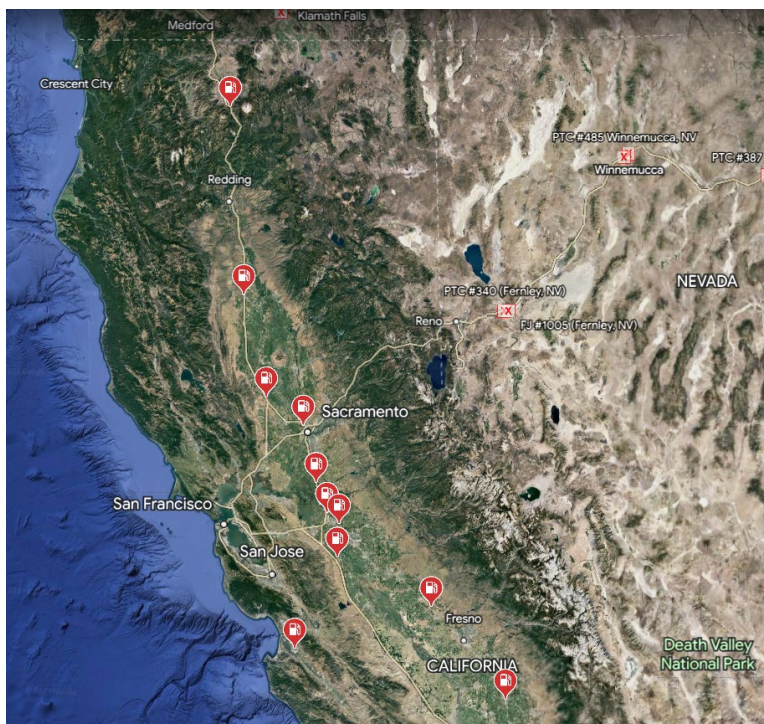 Medford
Klamath Falls
Crescent City
PTC #485 Winnemucca, NV
Winnemucca
PTC #387
Redding
NEVADA
PTC #340 (Fernley, NV)
Reno
FJ #1005 (Fernley, NV)
Sacramento
San Francisco
San Jose
Fresno
Death Valley
National Park
CALIFORNIA